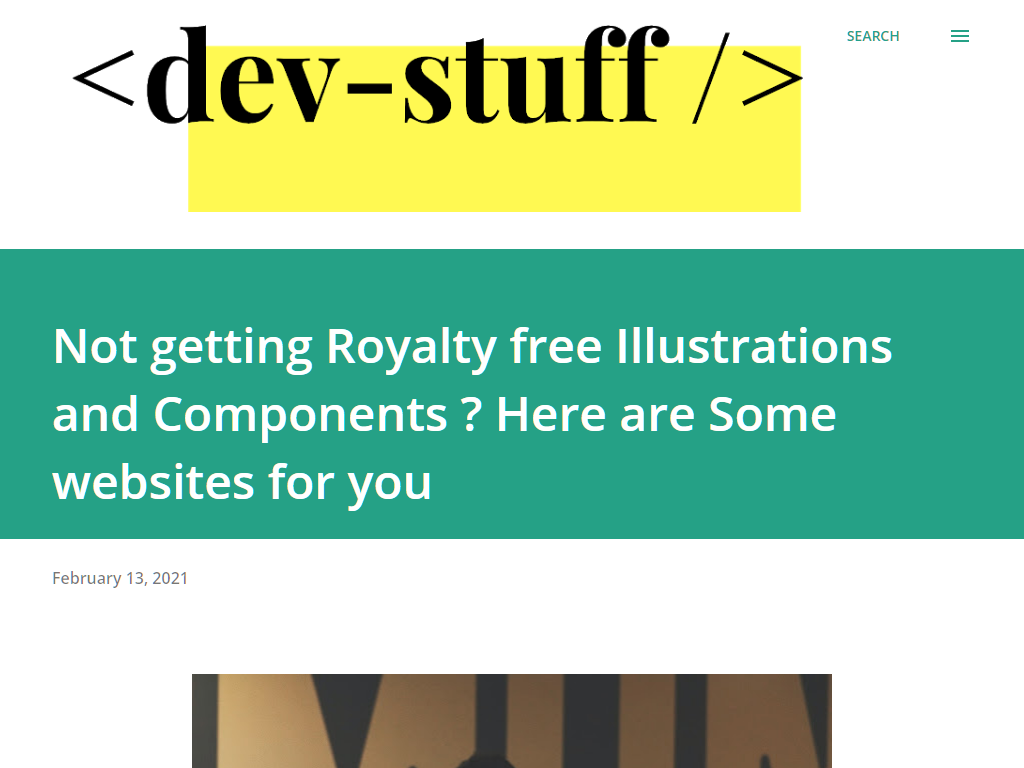 <dev-stuff />
SEARCH
Not getting Royalty free Illustrations
and Components ? Here are Some
websites for you
February 13, 2021